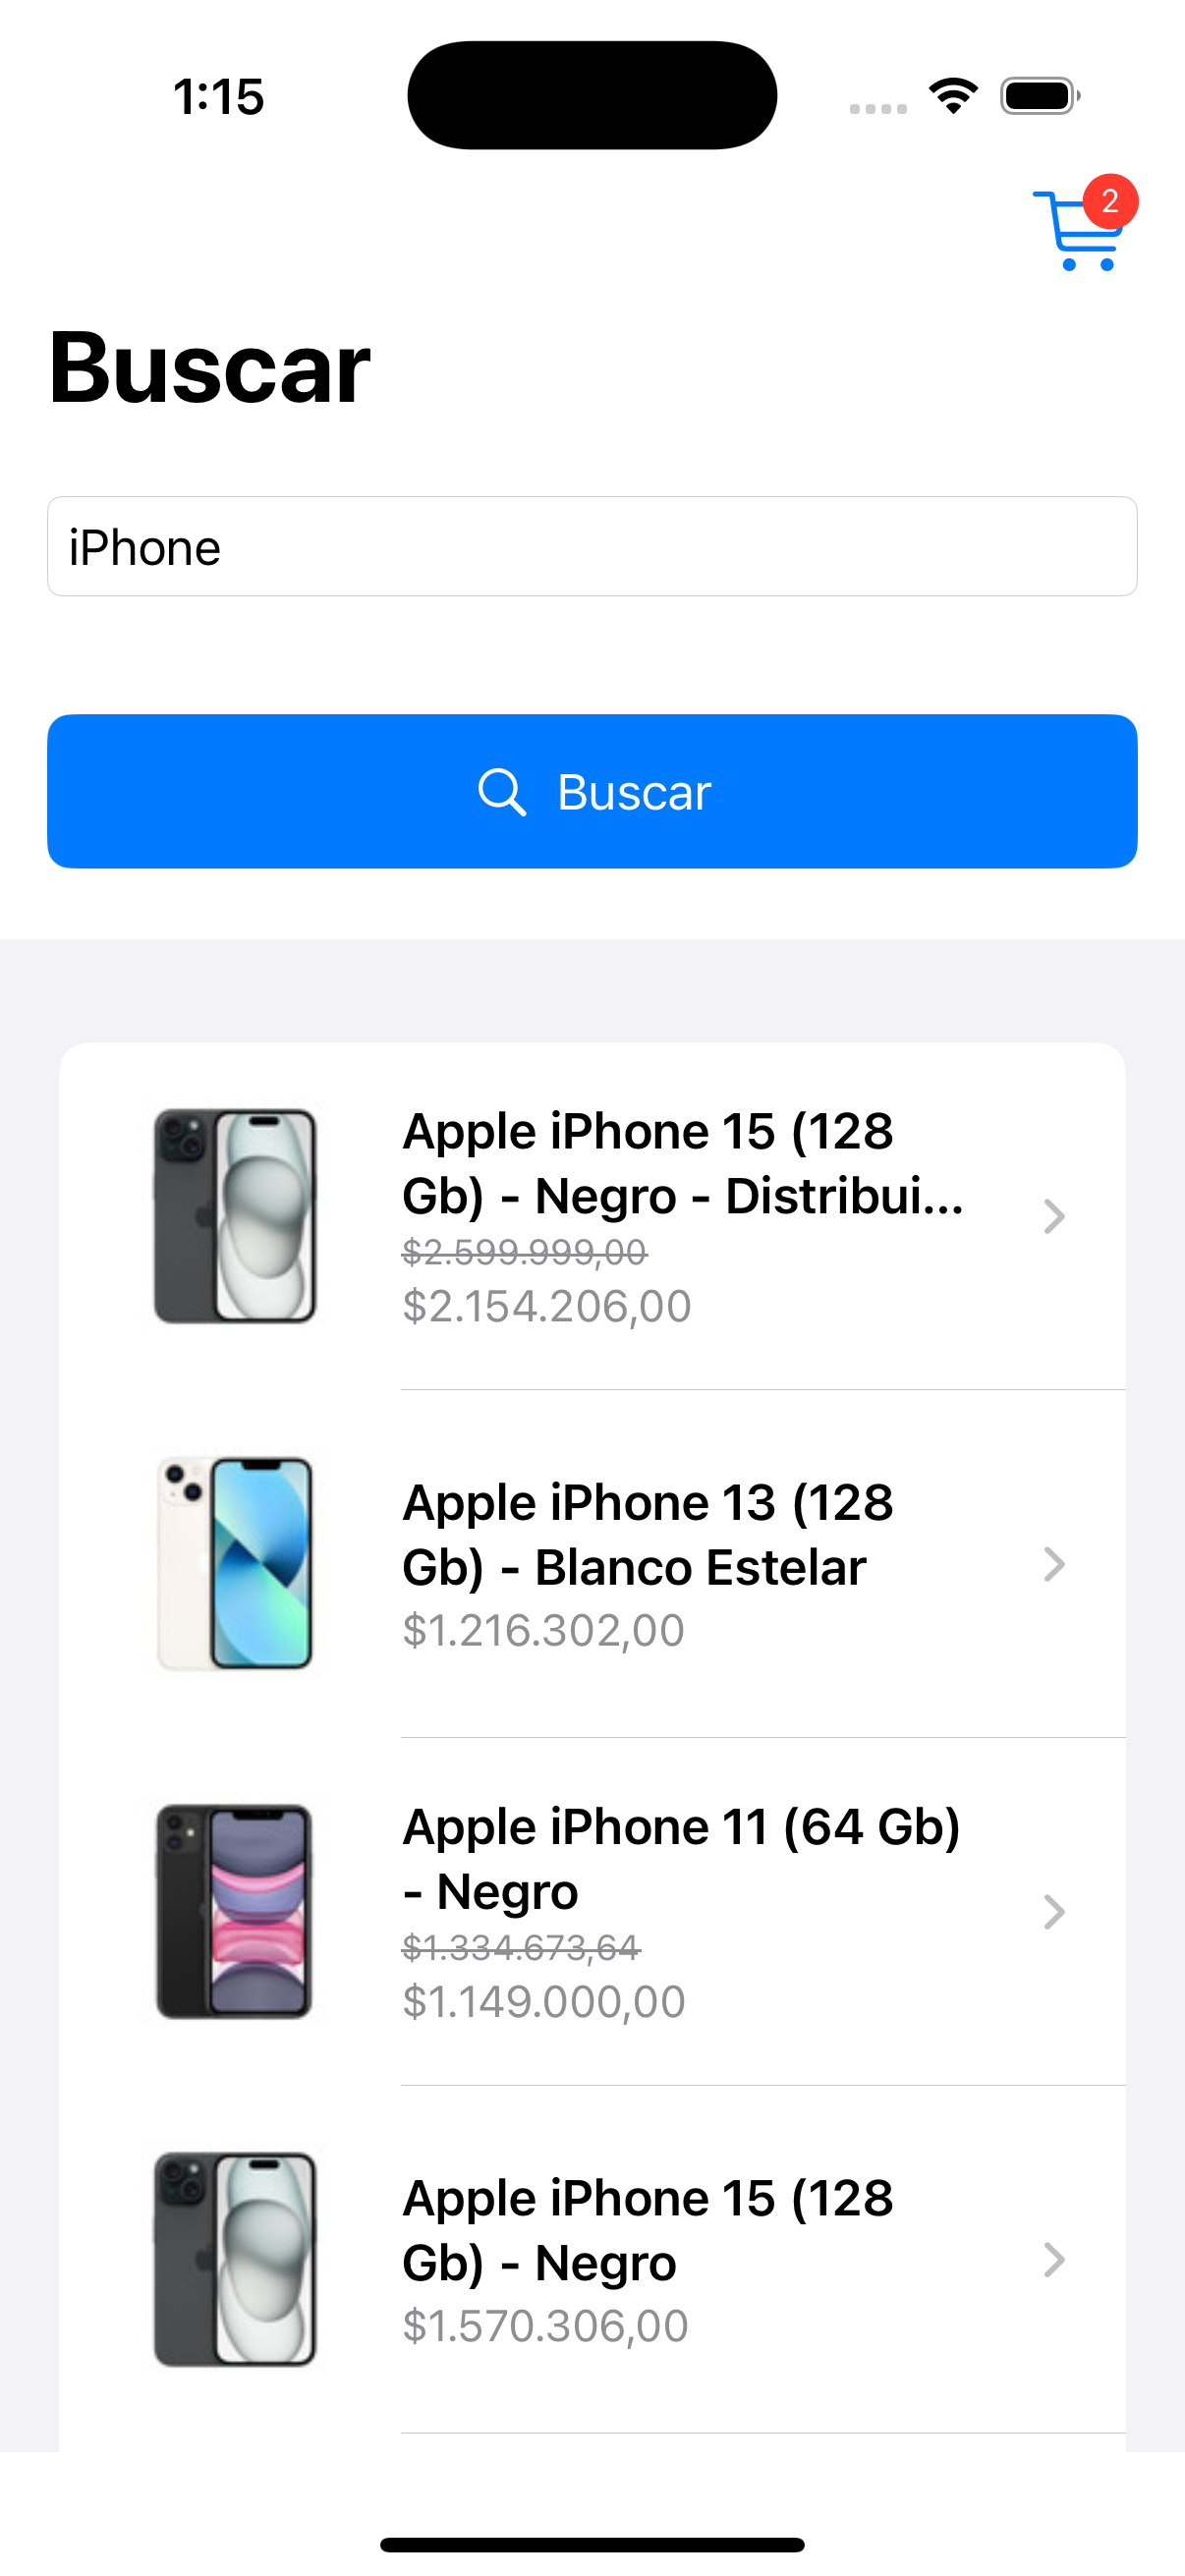 1:15
2
Buscar
iPhone
Buscar
Apple iPhone 15 (128
Gb) - Negro - Distribui...
$2.599.999,00
$2.154.206,00
Apple iPhone 13 (128
Gb) - Blanco Estelar
$1.216.302,00
Apple iPhone 11 (64 Gb)
- Negro
$1.334.673,64
$1.149.000,00
Apple iPhone 15 (128
Gb) - Negro
$1.570.306,00